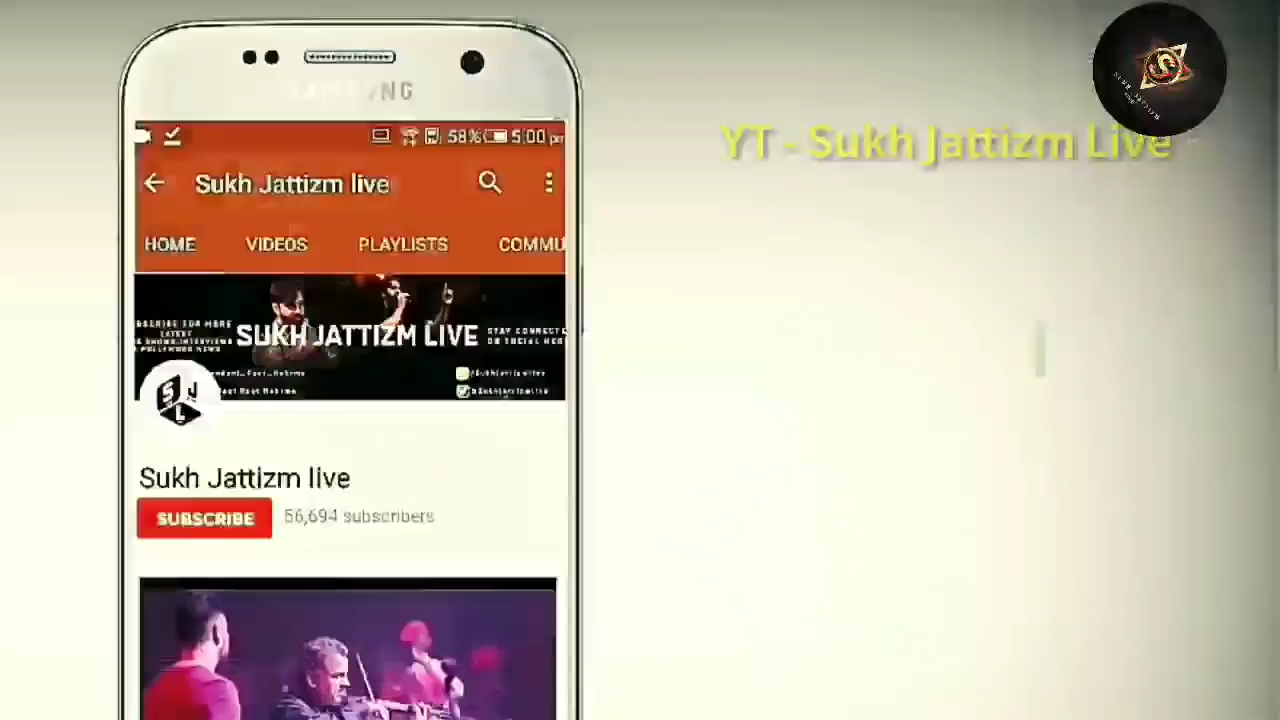 SAMSUNG
58% 5:00 pm
YT - Sukh Jattizm Live
Sukh Jattizm live
HOME VIDEOS PLAYLISTS COMMU
LATEST
SUKH JATTIZM LIVE
S J L
Sukh Jattizm live
SUBSCRIBE 56,694 subscribers